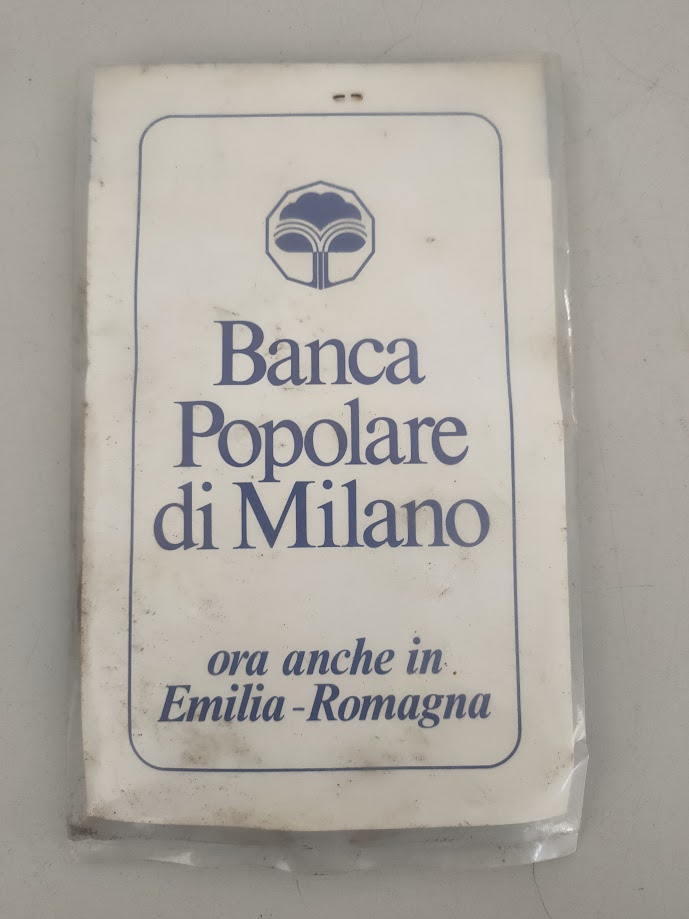 Banca
Popolare
di Milano
ora anche in
Emilia-Romagna